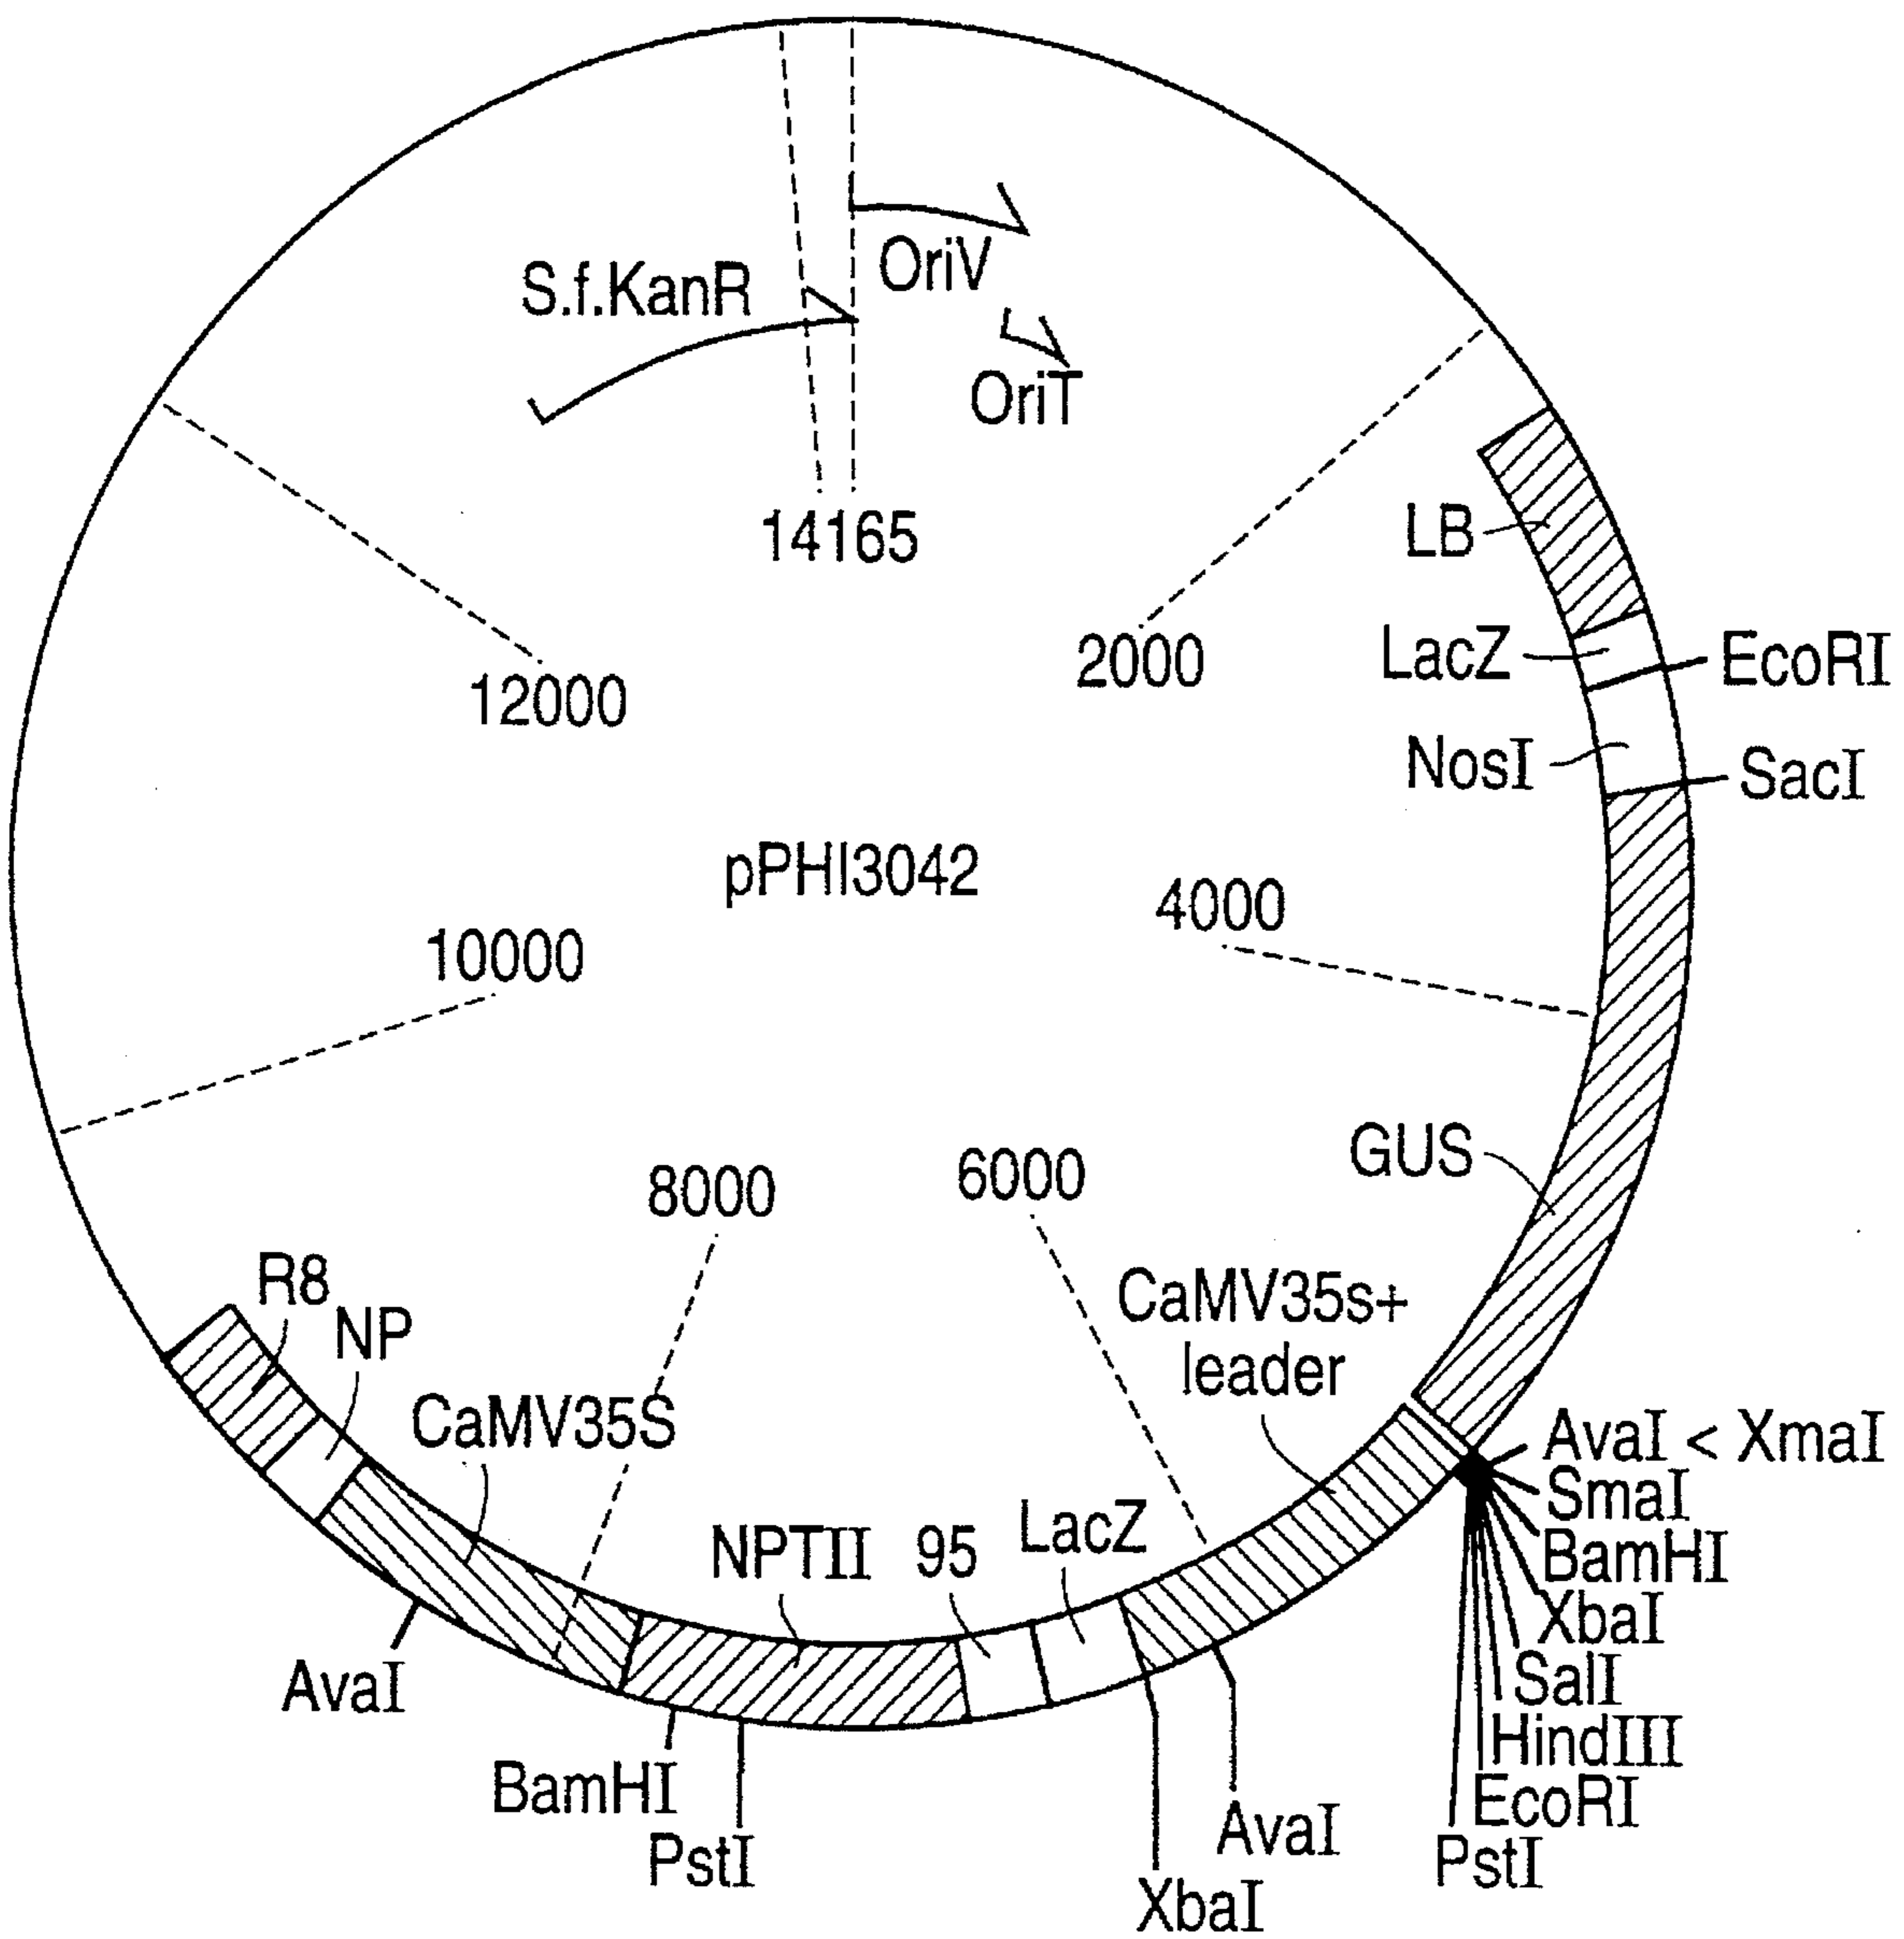 S.f.KanR
OriV
OriT
14165
2000
LB
LacZ
EcoRI
NosI
SacI
12000
pPHI3042
4000
10000
GUS
8000
6000
CaMV35s+
leader
R8
NP
CaMV35S
NPTII
95
LacZ
AvaI < XmaI
SmaI
BamHI
XbaI
SalI
HindIII
EcoRI
PstI
AvaI
BamHI
PstI
AvaI
XbaI